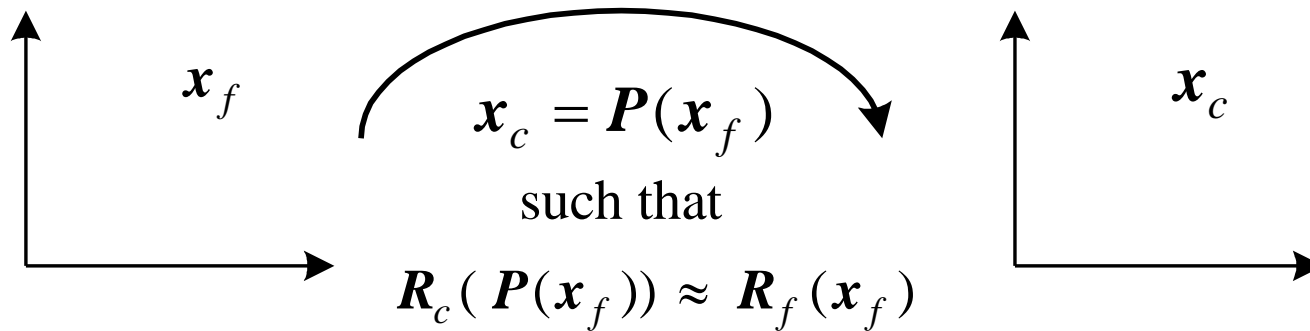 x_f
x_c = P(x_f)
such that
R_c( P(x_f)) ≈ R_f(x_f)
x_c